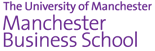 The University of Manchester
Manchester
Business School